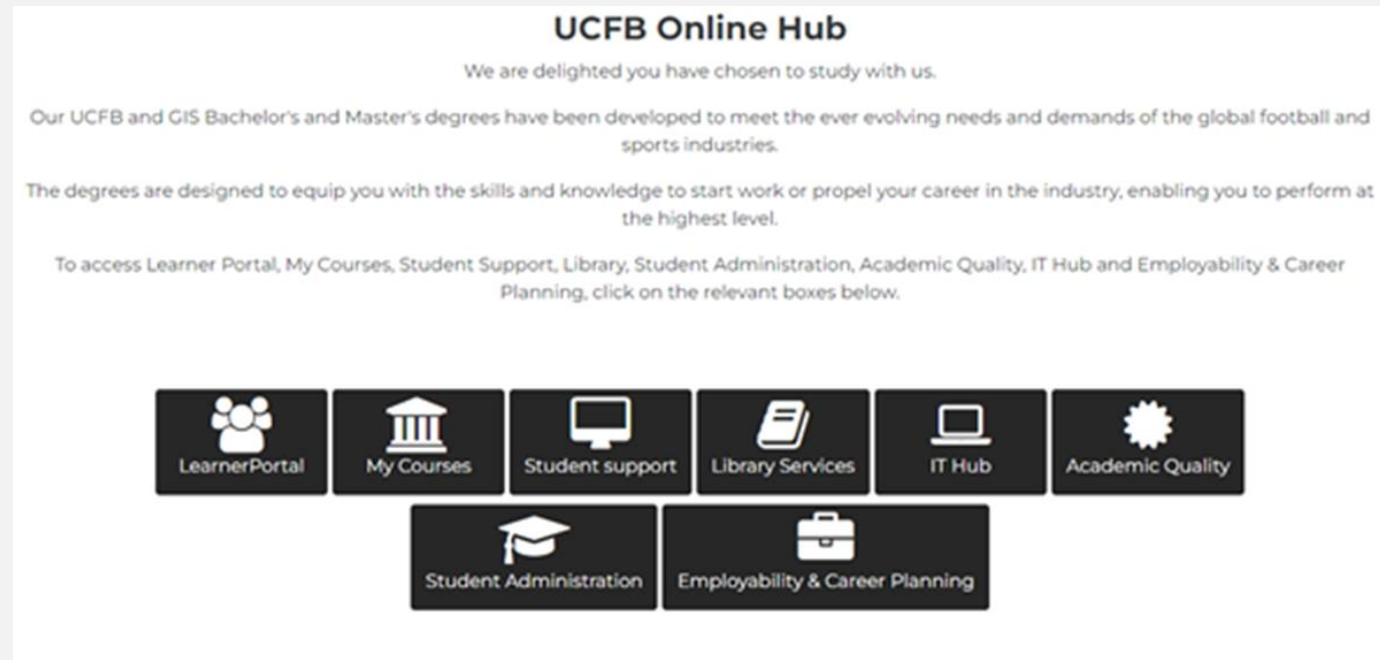 UCFB Online Hub
We are delighted you have chosen to study with us.
Our UCFB and GIS Bachelor's and Master's degrees have been developed to meet the ever evolving needs and demands of the global football and
sports industries.
The degrees are designed to equip you with the skills and knowledge to start work or propel your career in the industry, enabling you to perform at
the highest level.
To access Learner Portal, My Courses, Student Support, Library, Student Administration, Academic Quality, IT Hub and Employability & Career
Planning, click on the relevant boxes below.
LearnerPortal
My Courses
Student support
Library Services
IT Hub
Academic Quality
Student Administration
Employability & Career Planning